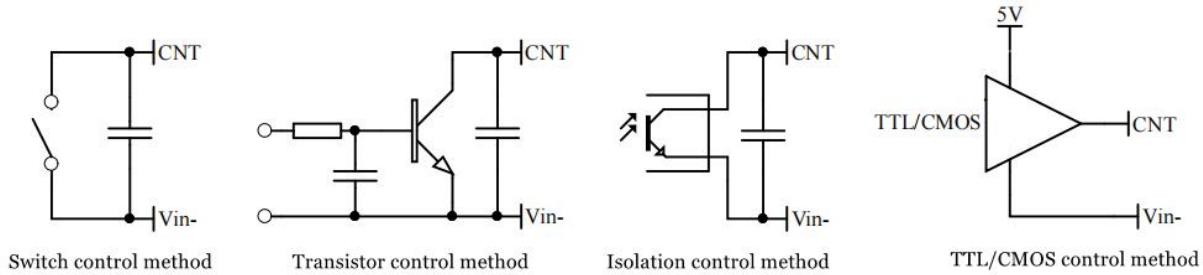 5V
CNT
CNT
CNT
TTL/CMOS
CNT
Vin-
Vin-
Vin-
Vin-
Switch control method
Transistor control method
Isolation control method
TTL/CMOS control method